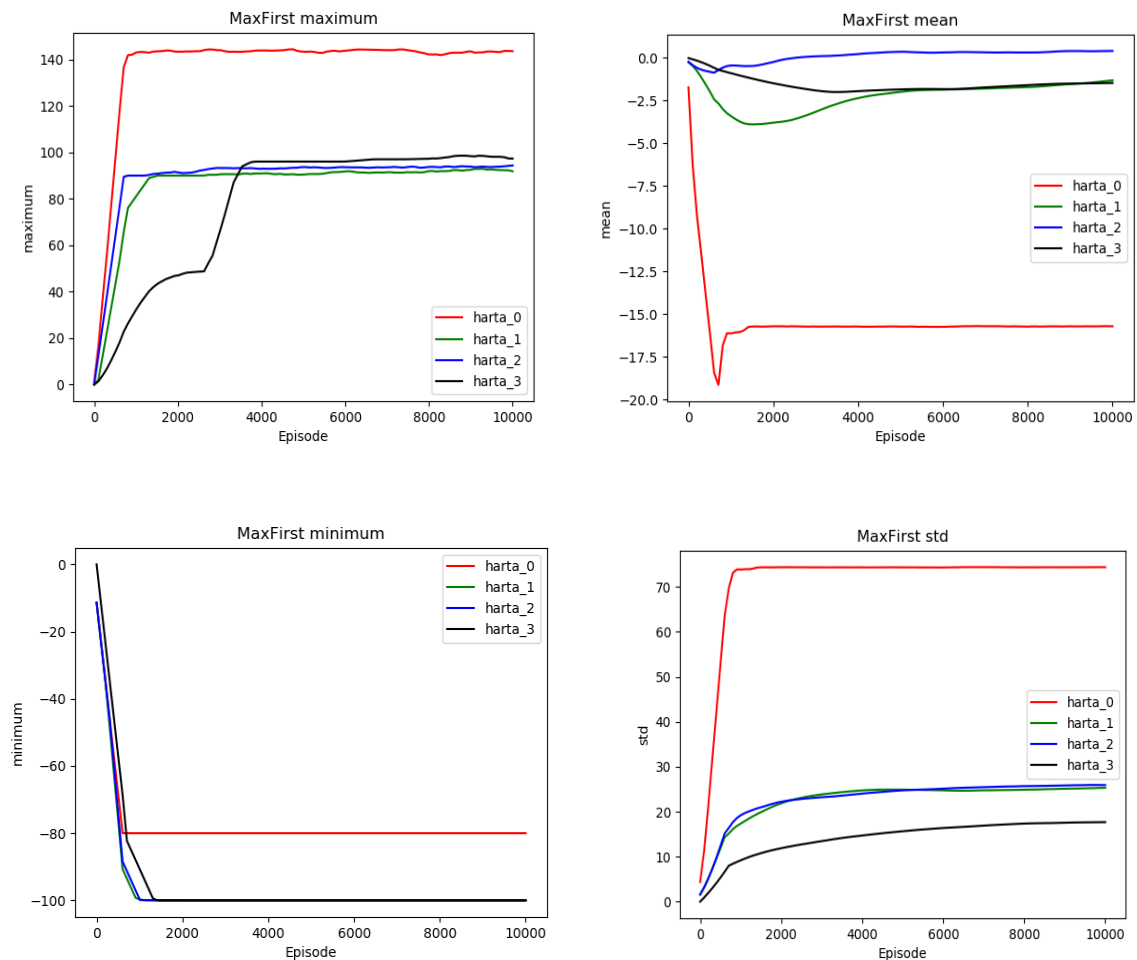 MaxFirst maximum
maximum
140
120
100
80
60
40
20
0
0
2000
4000
6000
8000
10000
Episode
harta_0
harta_1
harta_2
harta_3
MaxFirst mean
mean
0.0
−2.5
−5.0
−7.5
−10.0
−12.5
−15.0
−17.5
−20.0
0
2000
4000
6000
8000
10000
Episode
harta_0
harta_1
harta_2
harta_3
MaxFirst minimum
minimum
0
−20
−40
−60
−80
−100
0
2000
4000
6000
8000
10000
Episode
harta_0
harta_1
harta_2
harta_3
MaxFirst std
std
70
60
50
40
30
20
10
0
0
2000
4000
6000
8000
10000
Episode
harta_0
harta_1
harta_2
harta_3